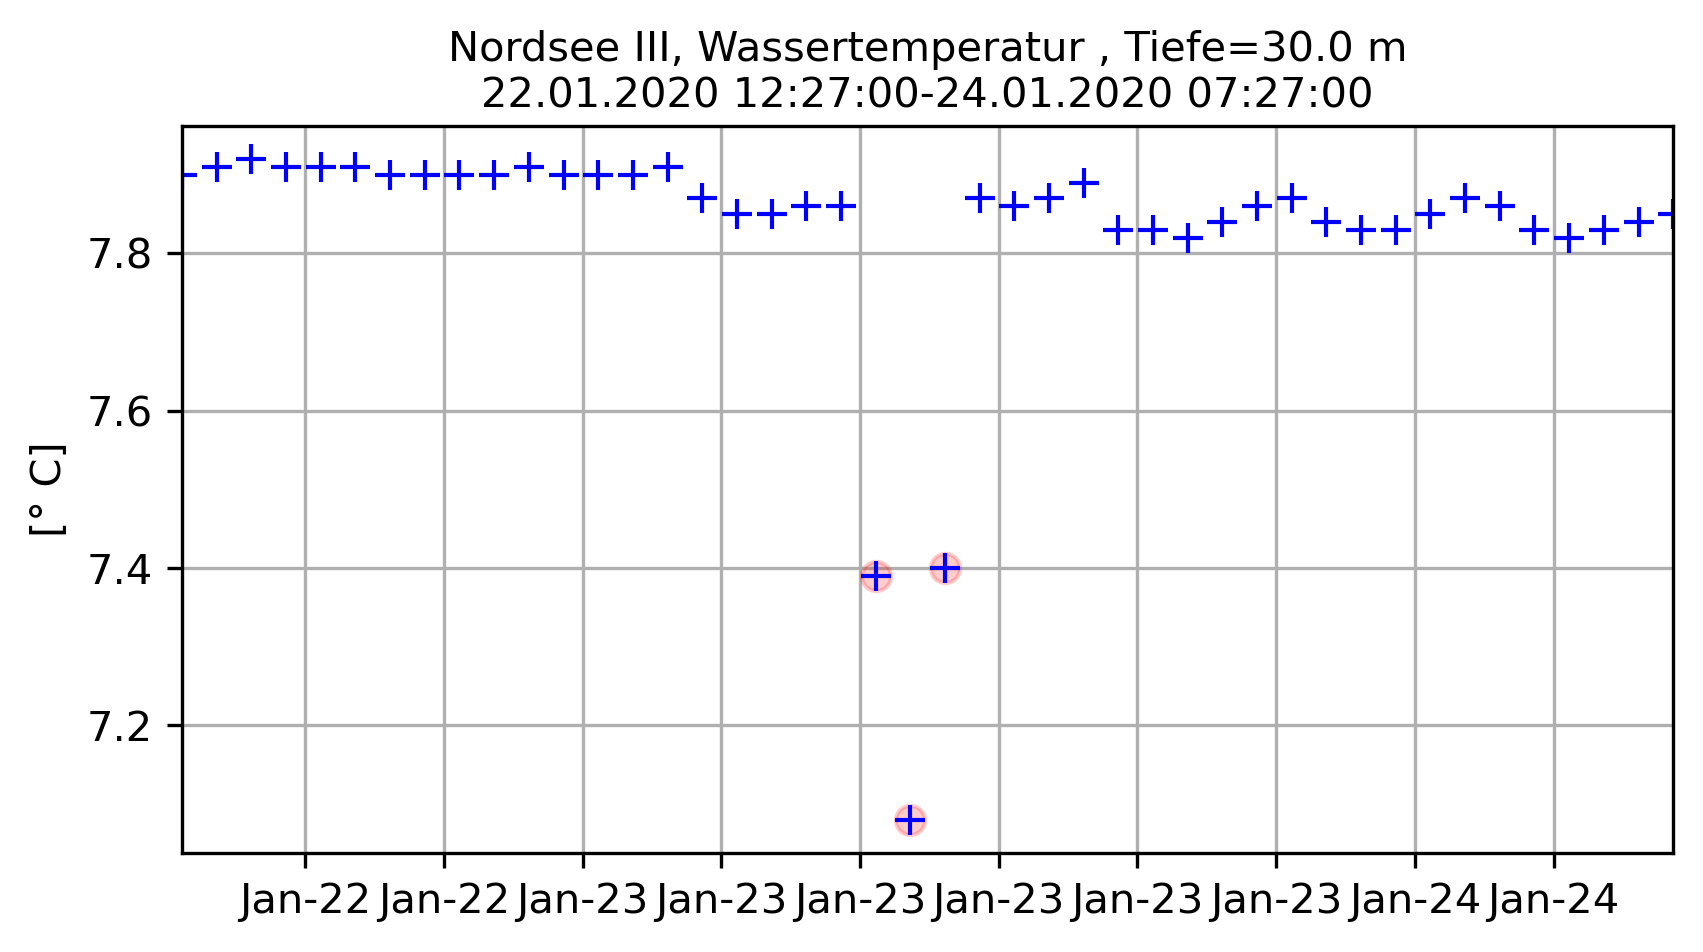 Nordsee III, Wassertemperatur , Tiefe=30.0 m
22.01.2020 12:27:00-24.01.2020 07:27:00
7.8
7.6
7.4
7.2
[° C]
Jan-22 Jan-22 Jan-23 Jan-23 Jan-23 Jan-23 Jan-23 Jan-23 Jan-24 Jan-24